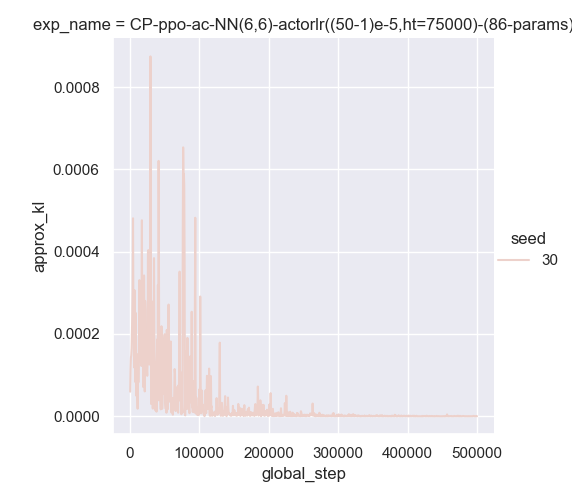 exp_name = CP-ppo-ac-NN(6,6)-actorlr((50-1)e-5,ht=75000)-(86-params)
0.0008
0.0006
0.0004
0.0002
0.0000
approx_kl
0 100000 200000 300000 400000 500000
global_step
seed
30